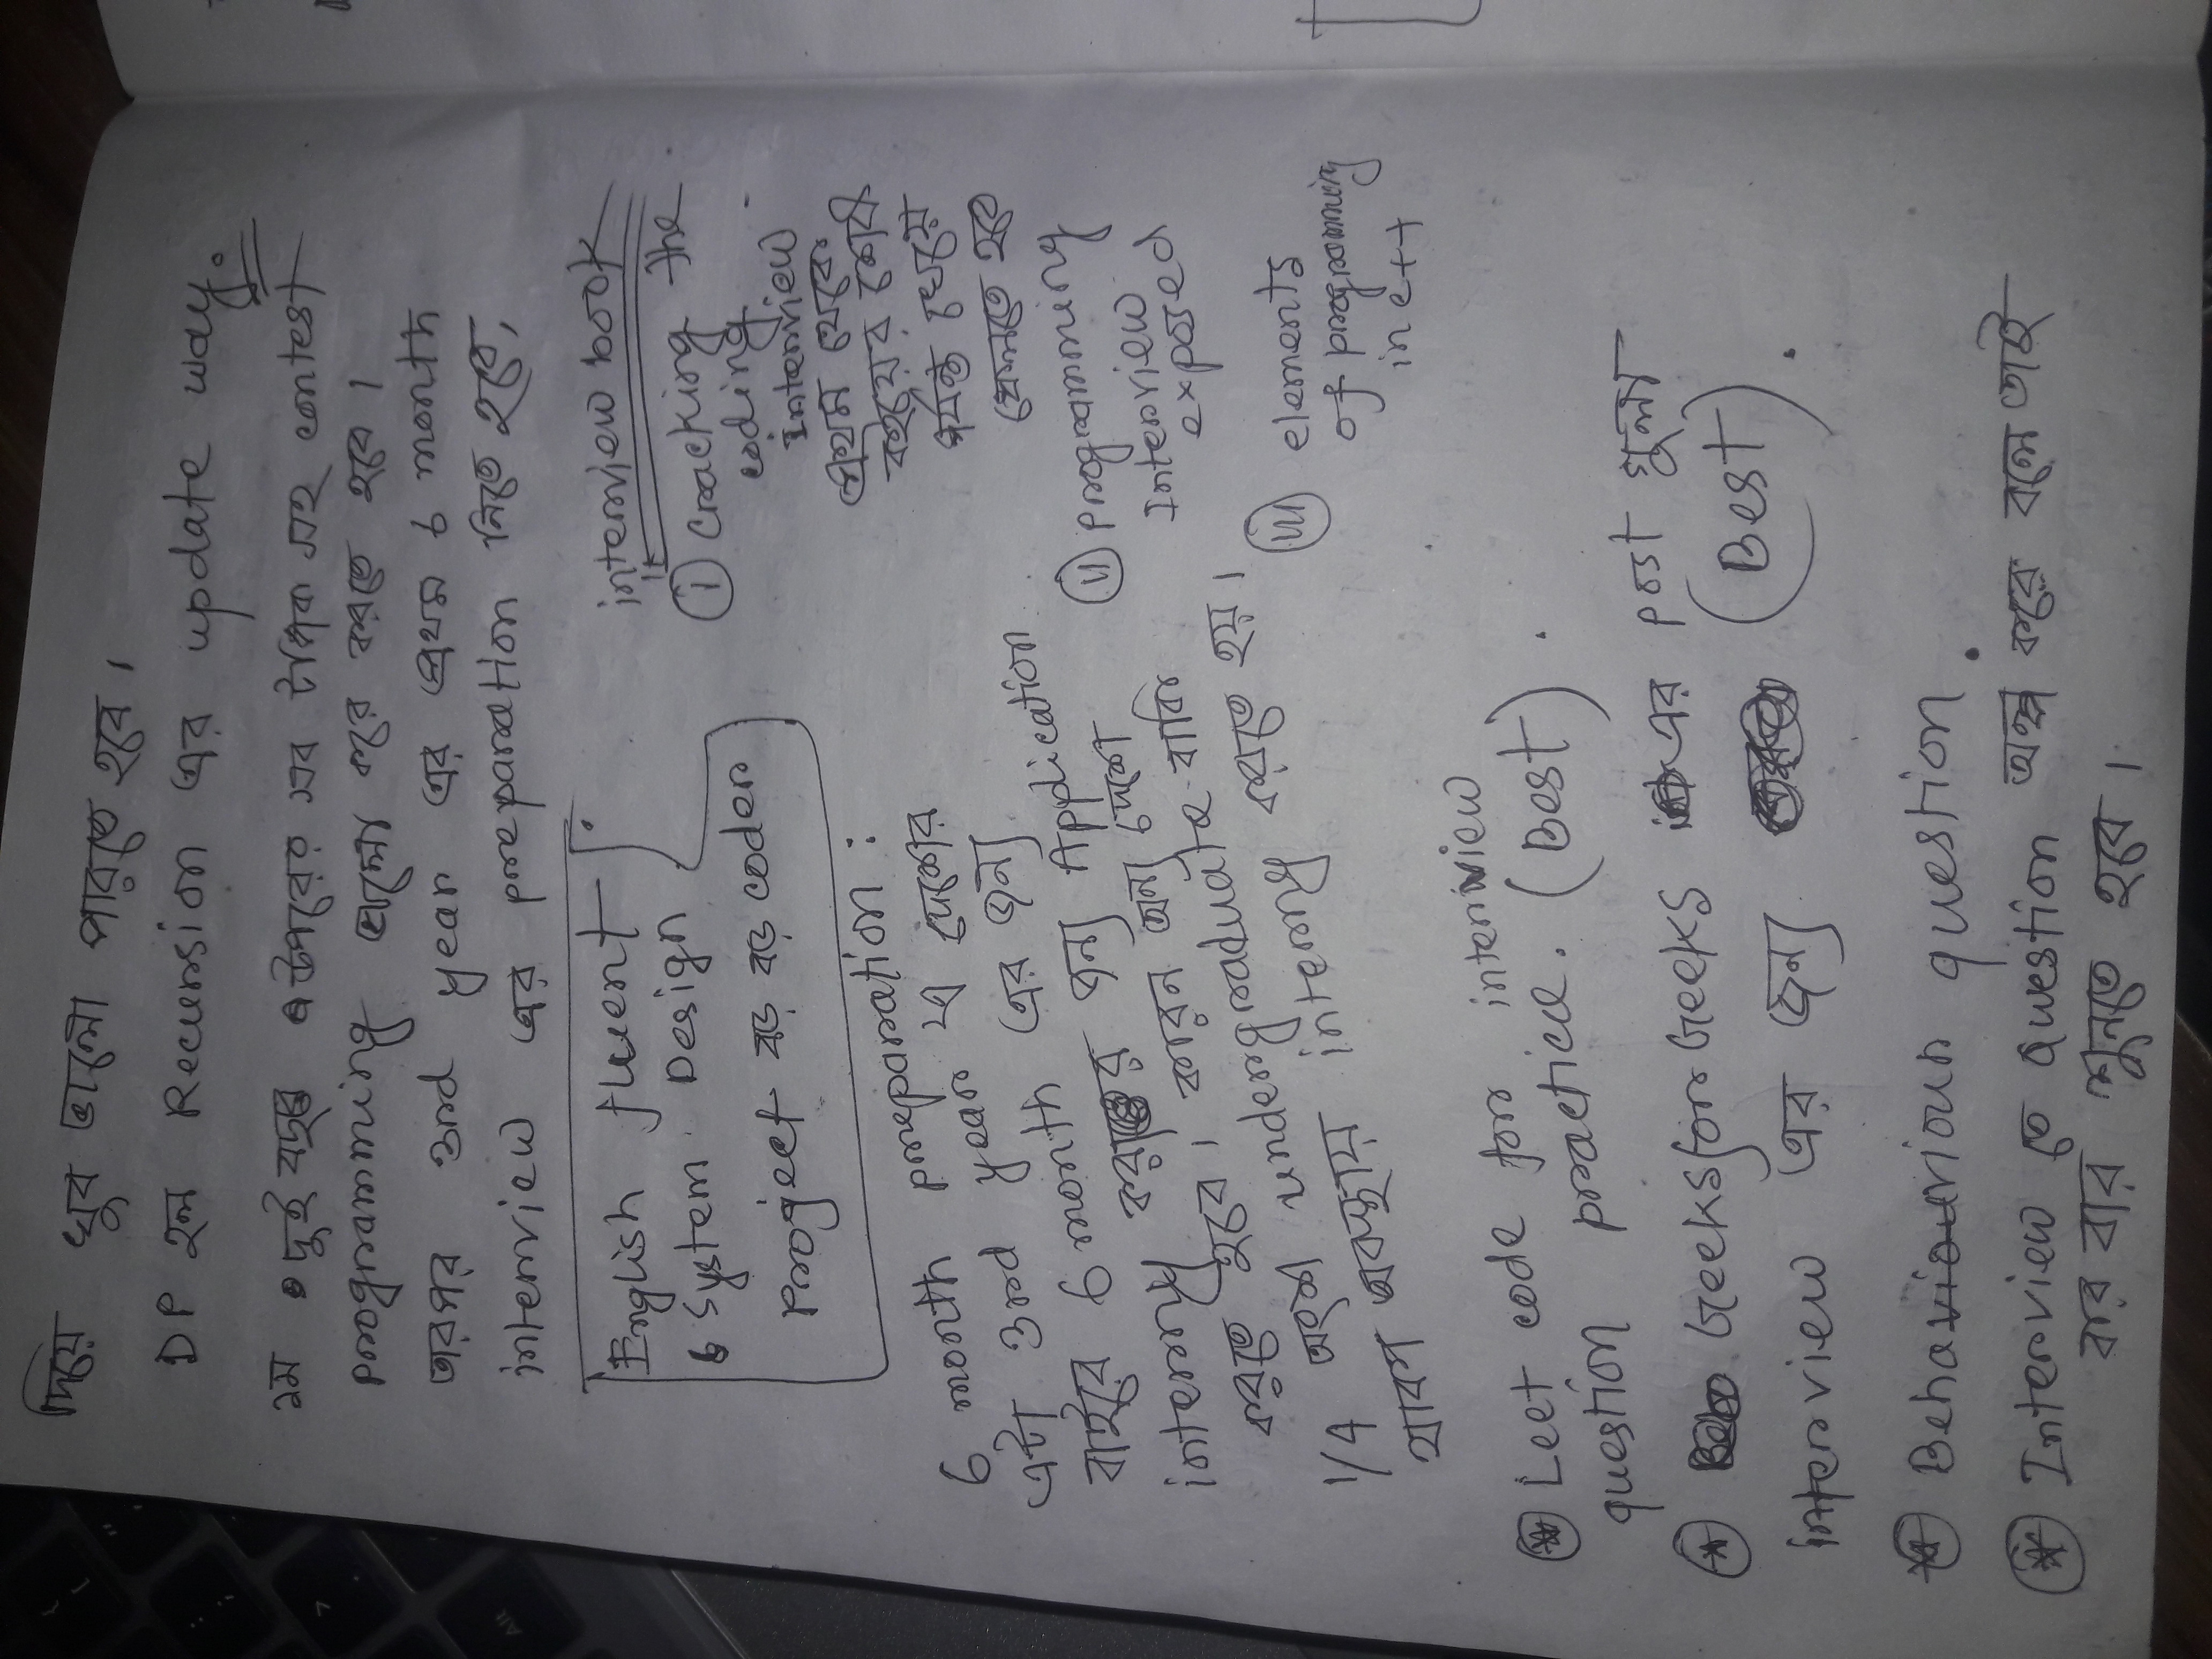 দিয়ে খুব ভালো পারতে হবে।
DP হল Recursion এর update way.
১ম দুই বছর উপরের সব টপিক সহ contest
programming ভালো করে করতে হবে।
তারপর 3rd year এর প্রথম 6 month
interview এর preparation নিতে হবে,
English fluent
System Design
Project বড় বড় coder
6 month preparation:
এটা 3rd year এ দেশের
বাইরে 6 month এর জন্য
interny করার জন্য Application
করতে হবে। কারন অন্য দেশে
1/4 অংশ undergraduate বাকি
থাকা অবস্থায় interny করতে হয়।
interview book
(i) Cracking the
coding
interview
প্রথম থেকে
বইয়ের শেষ
পর্যন্ত খেয়ে
ফেলতে হবে
(ii) programming
Interview
exposed
(iii) elements
of programming
in c++
* Leet code for interview
question practice. (Best).
* GeeksforGeeks এর post গুলা
interview এর জন্য (Best).
* Behaviour question.
* Interview তে question অল্প করে বলে তাই
বার বার শুনতে হবে।